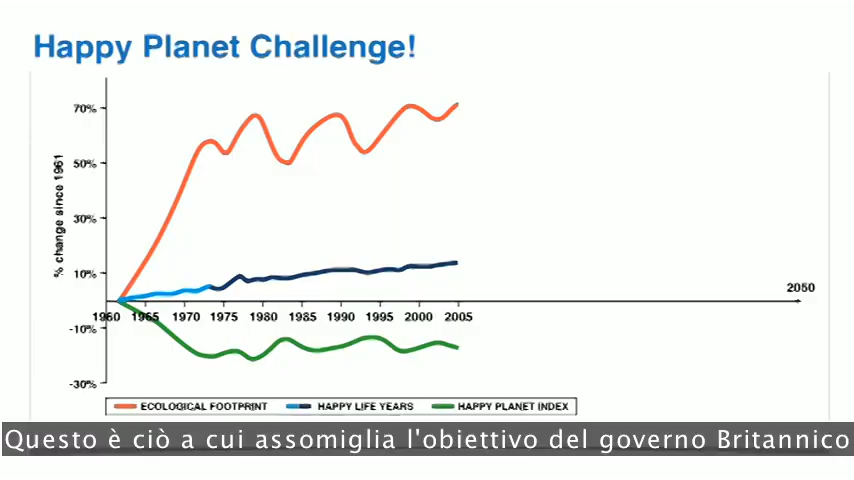 Happy Planet Challenge!
70%
50%
30%
10%
-10%
-30%
% change since 1961
2050
1960 1965 1970 1975 1980 1985 1990 1995 2000 2005
ECOLOGICAL FOOTPRINT HAPPY LIFE YEARS HAPPY PLANET INDEX
Questo è ciò a cui assomiglia l'obiettivo del governo Britannico